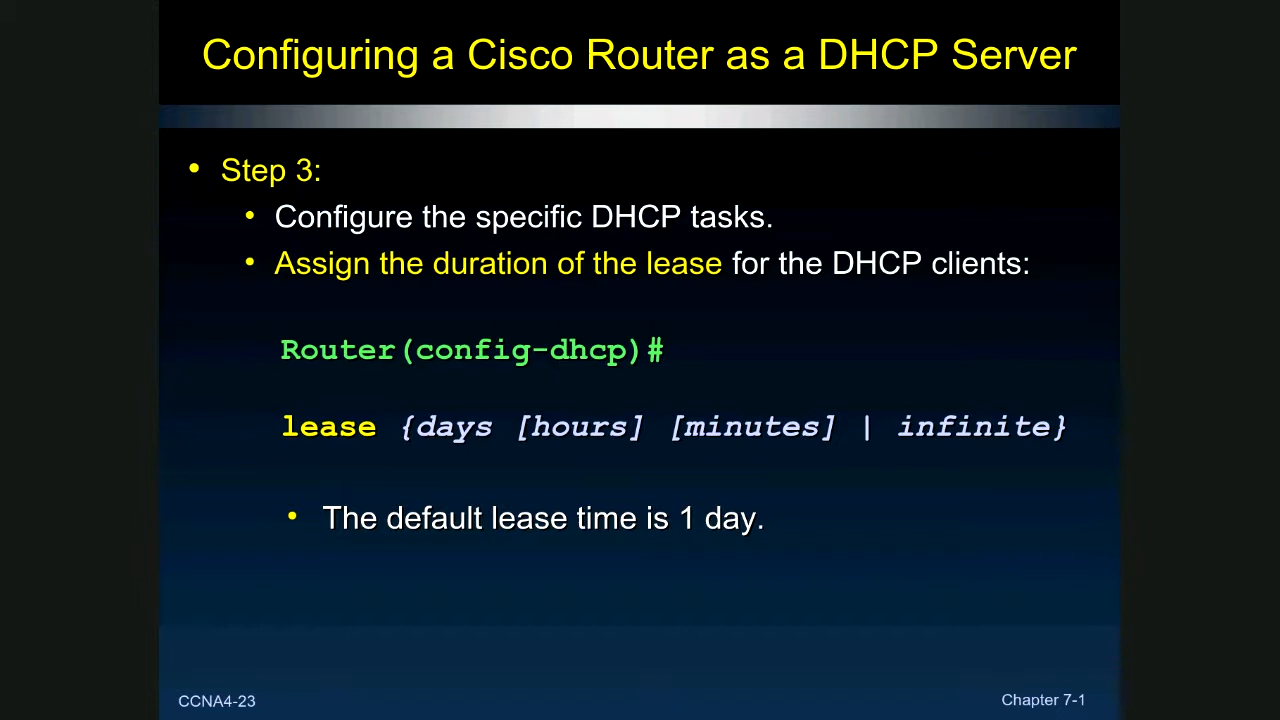 Configuring a Cisco Router as a DHCP Server
• Step 3:
• Configure the specific DHCP tasks.
• Assign the duration of the lease for the DHCP clients:
Router(config-dhcp)#
lease {days [hours] [minutes] | infinite}
• The default lease time is 1 day.
CCNA4-23
Chapter 7-1